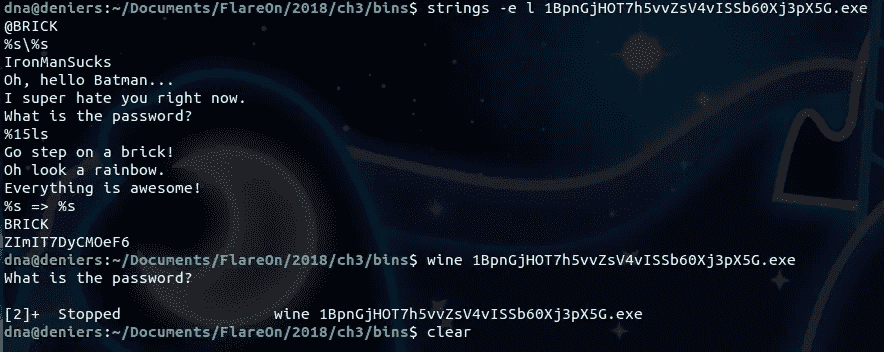 dna@deniers:~/Documents/FlareOn/2018/ch3/bins$ strings -e l 1BpnGjHOT7h5vvZsV4vISSb60Xj3pX5G.exe
@BRICK
%s\%s
IronManSucks
Oh, hello Batman...
I super hate you right now.
What is the password?
%15ls
Go step on a brick!
Oh look a rainbow.
Everything is awesome!
%s => %s
BRICK
ZImIT7DyCMOeF6
dna@deniers:~/Documents/FlareOn/2018/ch3/bins$ wine 1BpnGjHOT7h5vvZsV4vISSb60Xj3pX5G.exe
What is the password?
[2]+  Stopped                 wine 1BpnGjHOT7h5vvZsV4vISSb60Xj3pX5G.exe
dna@deniers:~/Documents/FlareOn/2018/ch3/bins$ clear